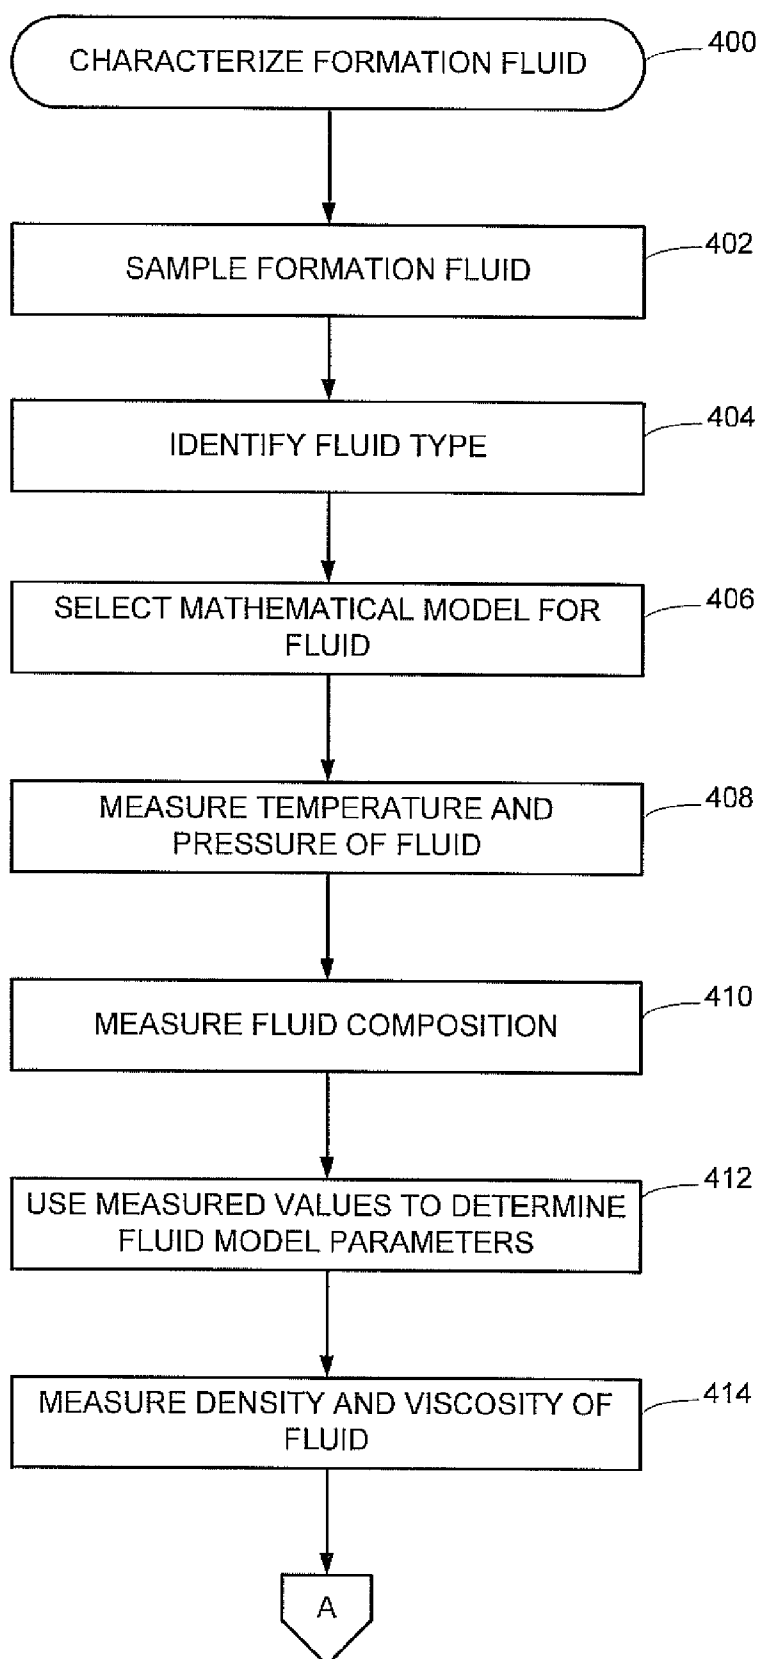 CHARACTERIZE FORMATION FLUID
400
SAMPLE FORMATION FLUID
402
IDENTIFY FLUID TYPE
404
SELECT MATHEMATICAL MODEL FOR
FLUID
406
MEASURE TEMPERATURE AND
PRESSURE OF FLUID
408
MEASURE FLUID COMPOSITION
410
USE MEASURED VALUES TO DETERMINE
FLUID MODEL PARAMETERS
412
MEASURE DENSITY AND VISCOSITY OF
FLUID
414
A